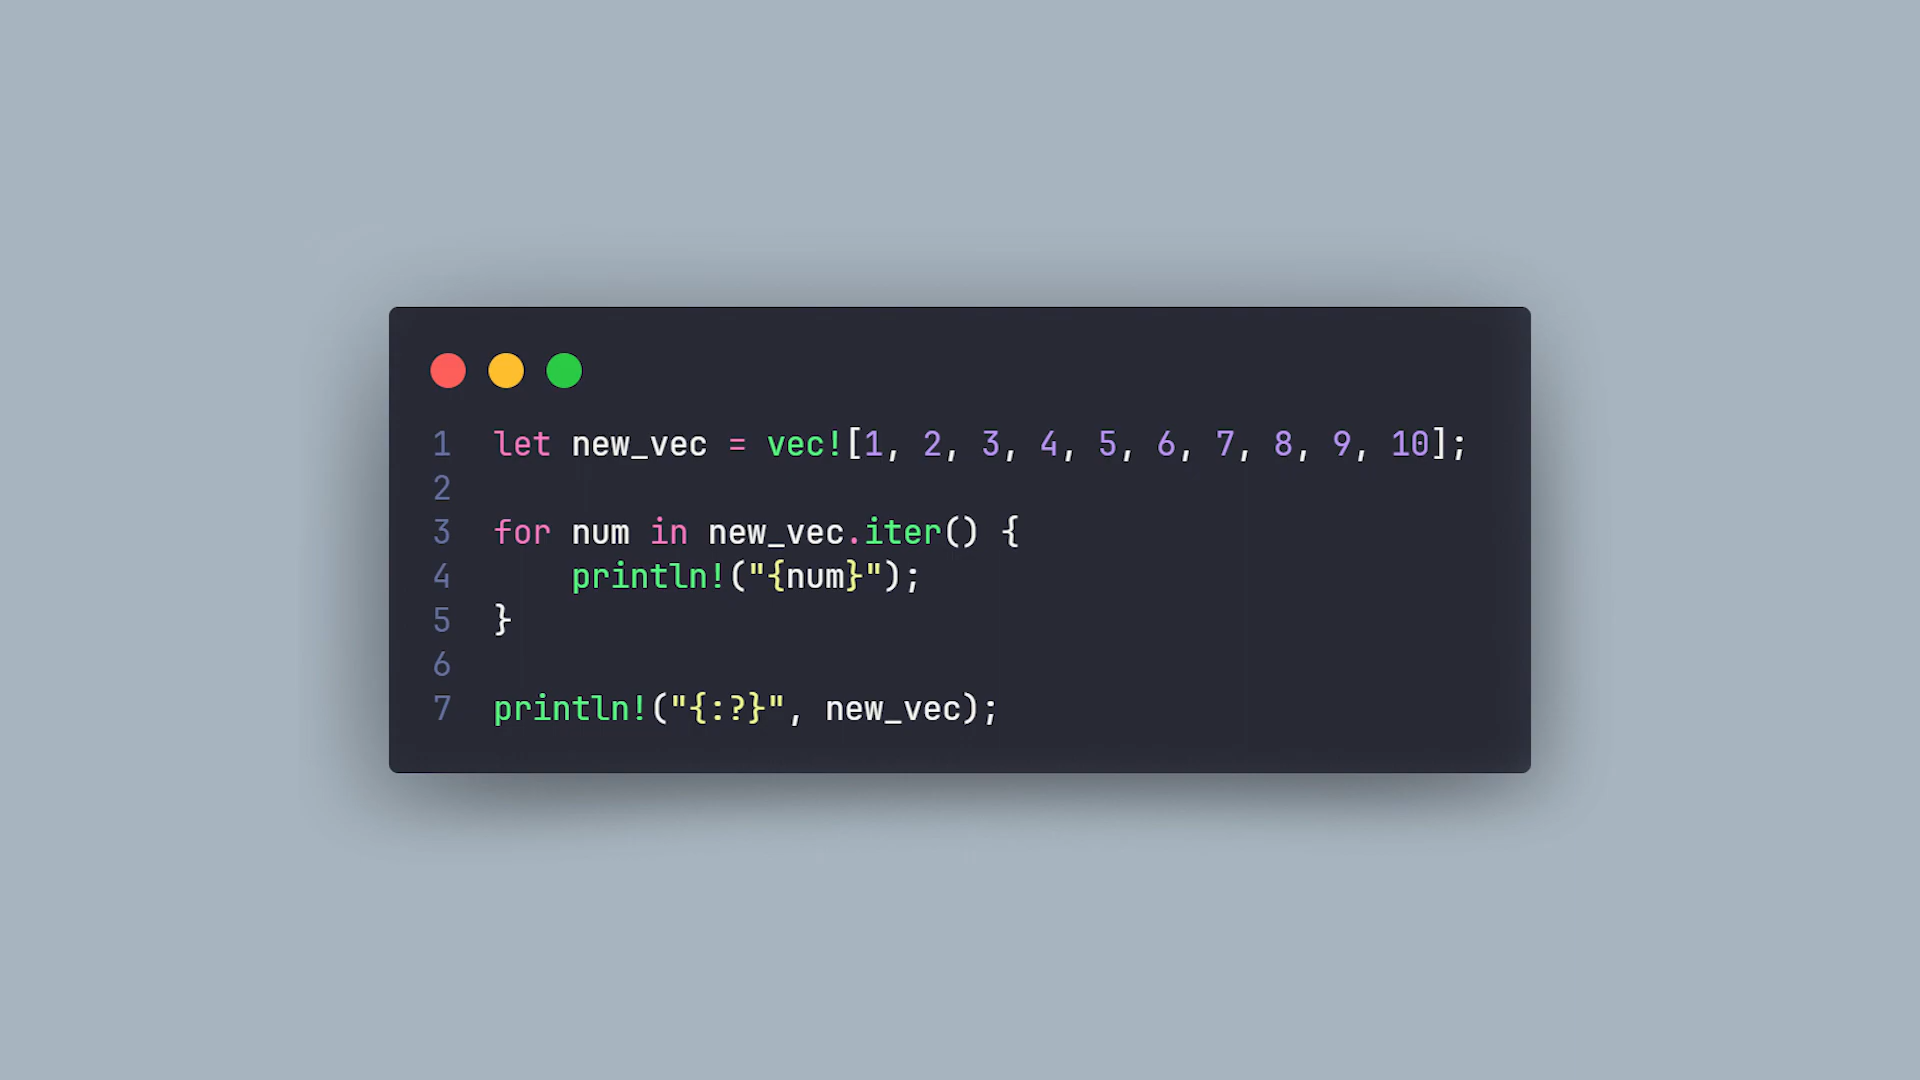 1 let new_vec = vec![1, 2, 3, 4, 5, 6, 7, 8, 9, 10];
2
3 for num in new_vec.iter() {
4     println!("{num}");
5 }
6
7 println!("{:?}", new_vec);